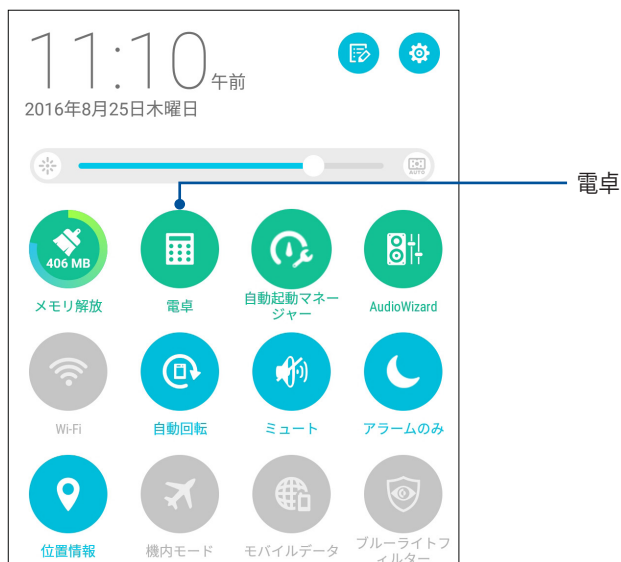 11:10午前
2016年8月25日木曜日
AUTO
電卓
406 MB
メモリ解放
電卓
自動起動マネー
ジャー
AudioWizard
Wi-Fi
自動回転
ミュート
アラームのみ
位置情報
機内モード
モバイルデータ
ブルーライトフ
ィルター